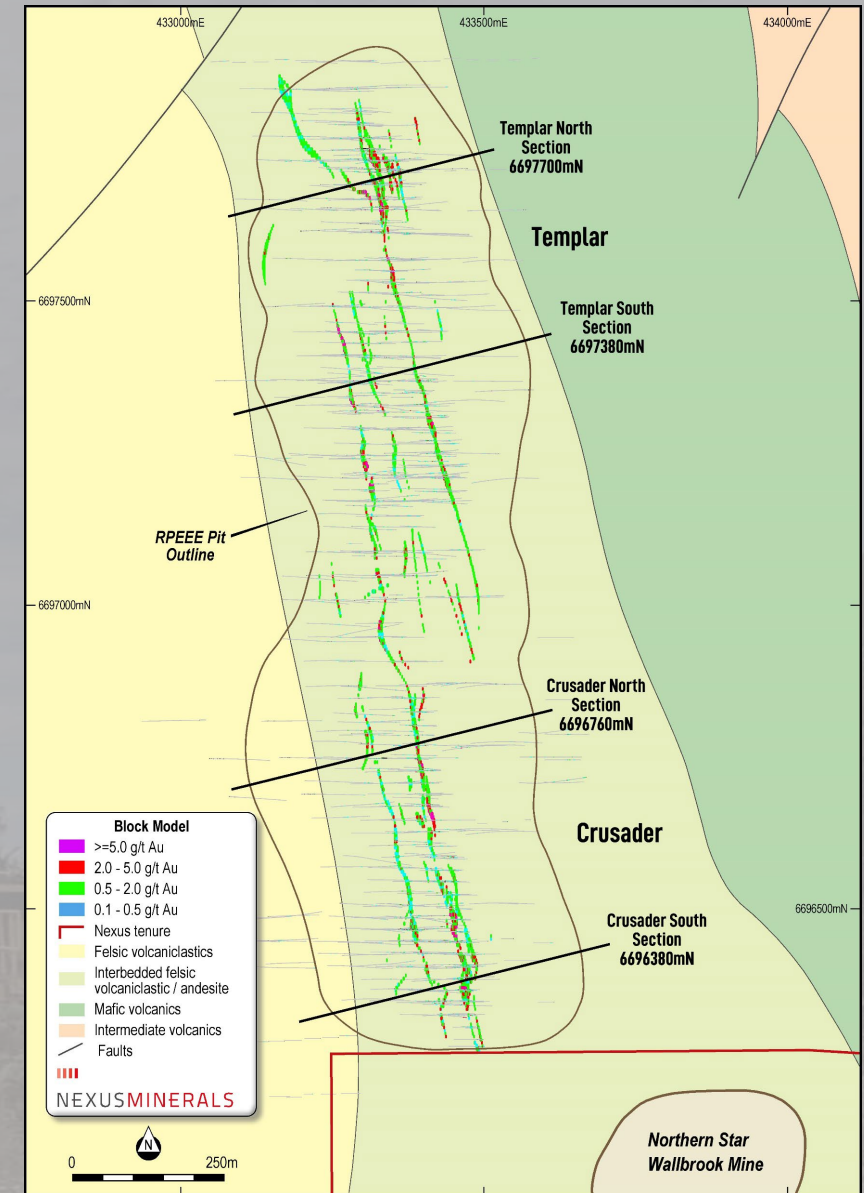 433000mE
433500mE
434000mE
Templar North
Section
6697700mN
Templar
6697500mN
Templar South
Section
6697380mN
RPEEE Pit
Outline
6697000mN
Crusader North
Section
6696760mN
Crusader
6696500mN
Crusader South
Section
6696380mN
Block Model
>=5.0 g/t Au
2.0 - 5.0 g/t Au
0.5 - 2.0 g/t Au
0.1 - 0.5 g/t Au
Nexus tenure
Felsic volcaniclastics
Interbedded felsic
volcaniclastic / andesite
Mafic volcanics
Intermediate volcanics
Faults
NEXUSMINERALS
N
0 250m
Northern Star
Wallbrook Mine